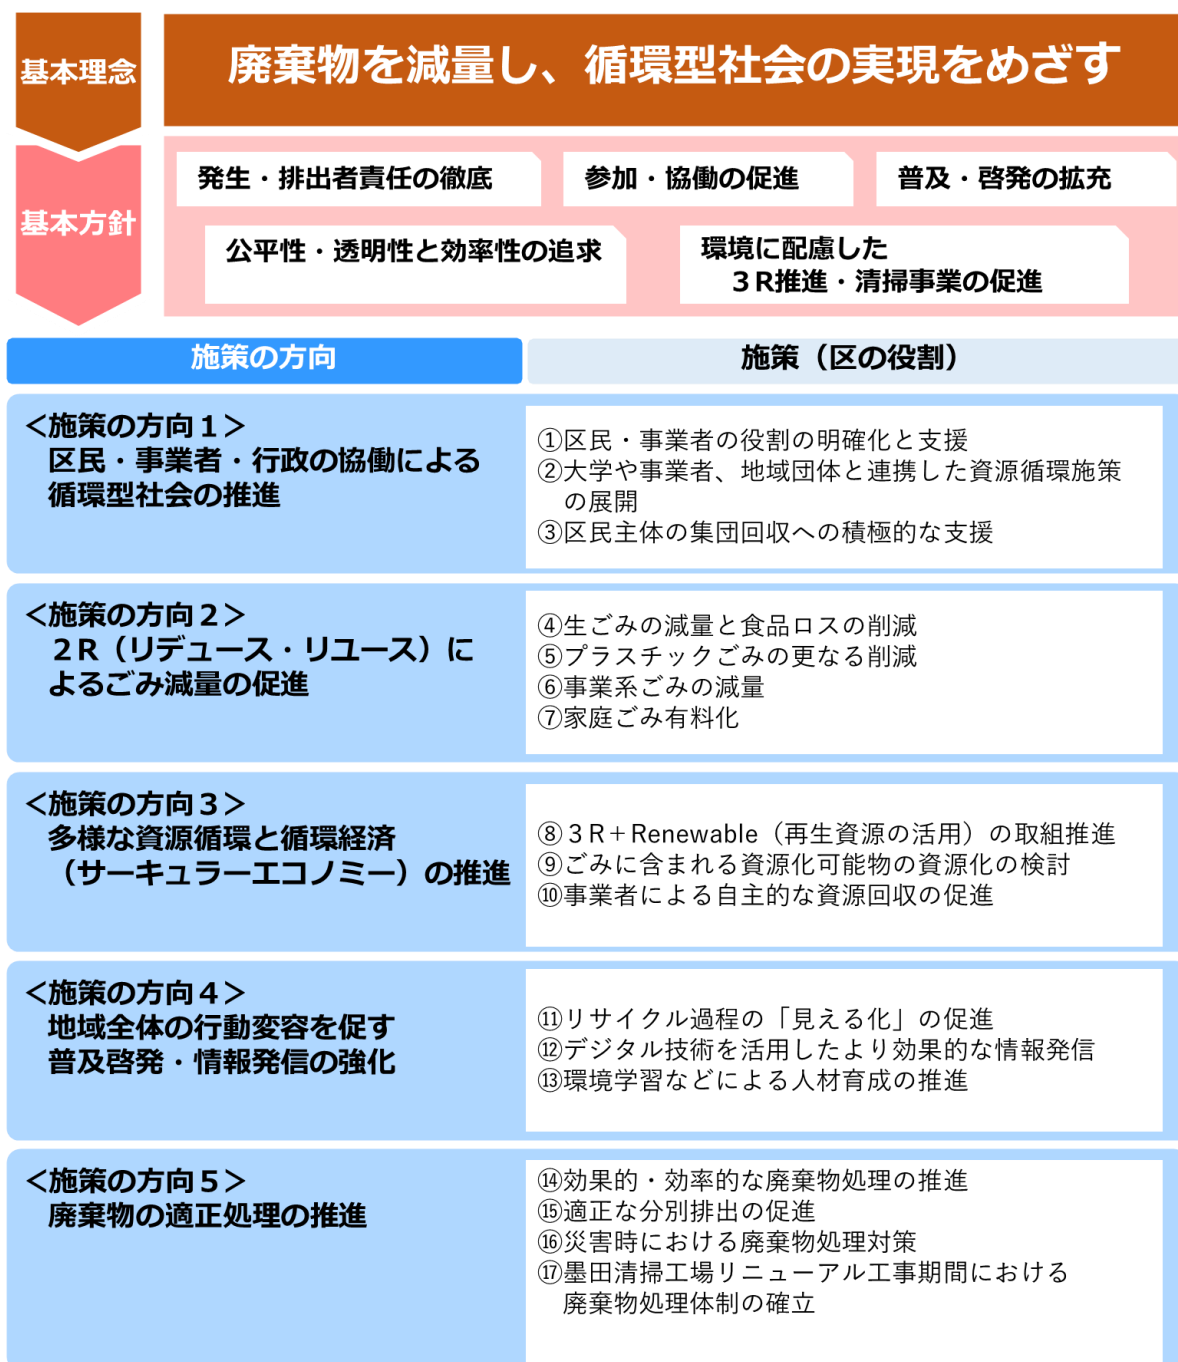 基本理念
廃棄物を減量し、循環型社会の実現をめざす
基本方針
発生・排出者責任の徹底
参加・協働の促進
普及・啓発の拡充
公平性・透明性と効率性の追求
環境に配慮した
３R推進・清掃事業の促進
施策の方向
施策（区の役割）
＜施策の方向１＞
区民・事業者・行政の協働による
循環型社会の推進
①区民・事業者の役割の明確化と支援
②大学や事業者、地域団体と連携した資源循環施策
の展開
③区民主体の集団回収への積極的な支援
＜施策の方向２＞
２R（リデュース・リユース）に
よるごみ減量の促進
④生ごみの減量と食品ロスの削減
⑤プラスチックごみの更なる削減
⑥事業系ごみの減量
⑦家庭ごみ有料化
＜施策の方向３＞
多様な資源循環と循環経済
（サーキュラーエコノミー）の推進
⑧３R＋Renewable（再生資源の活用）の取組推進
⑨ごみに含まれる資源化可能物の資源化の検討
⑩事業者による自主的な資源回収の促進
＜施策の方向４＞
地域全体の行動変容を促す
普及啓発・情報発信の強化
⑪リサイクル過程の「見える化」の促進
⑫デジタル技術を活用したより効果的な情報発信
⑬環境学習などによる人材育成の推進
＜施策の方向５＞
廃棄物の適正処理の推進
⑭効果的・効率的な廃棄物処理の推進
⑮適正な分別排出の促進
⑯災害時における廃棄物処理対策
⑰墨田清掃工場リニューアル工事期間における
廃棄物処理体制の確立